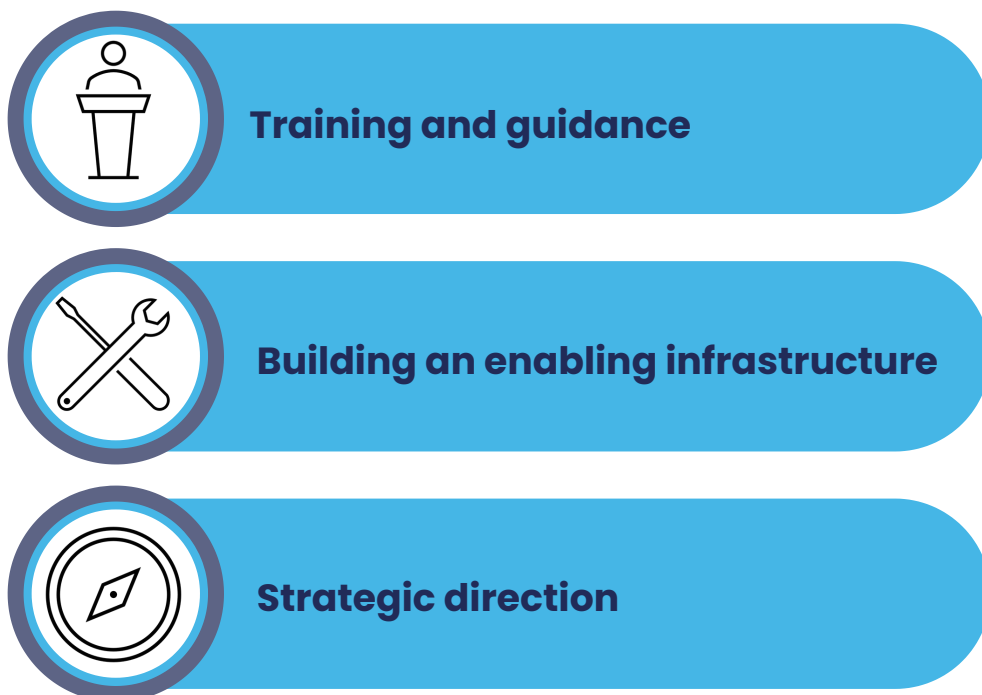 Training and guidance
Building an enabling infrastructure
Strategic direction